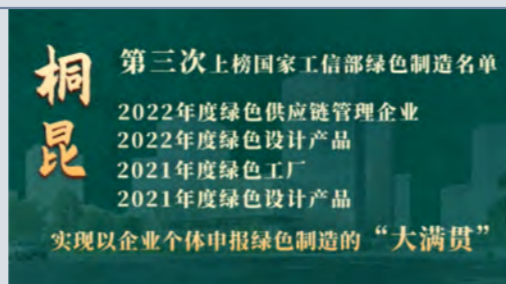 桐昆
第三次上榜国家工信部绿色制造名单
2022年度绿色供应链管理企业
2022年度绿色设计产品
2021年度绿色工厂
2021年度绿色设计产品
实现以企业个体申报绿色制造的“大满贯”